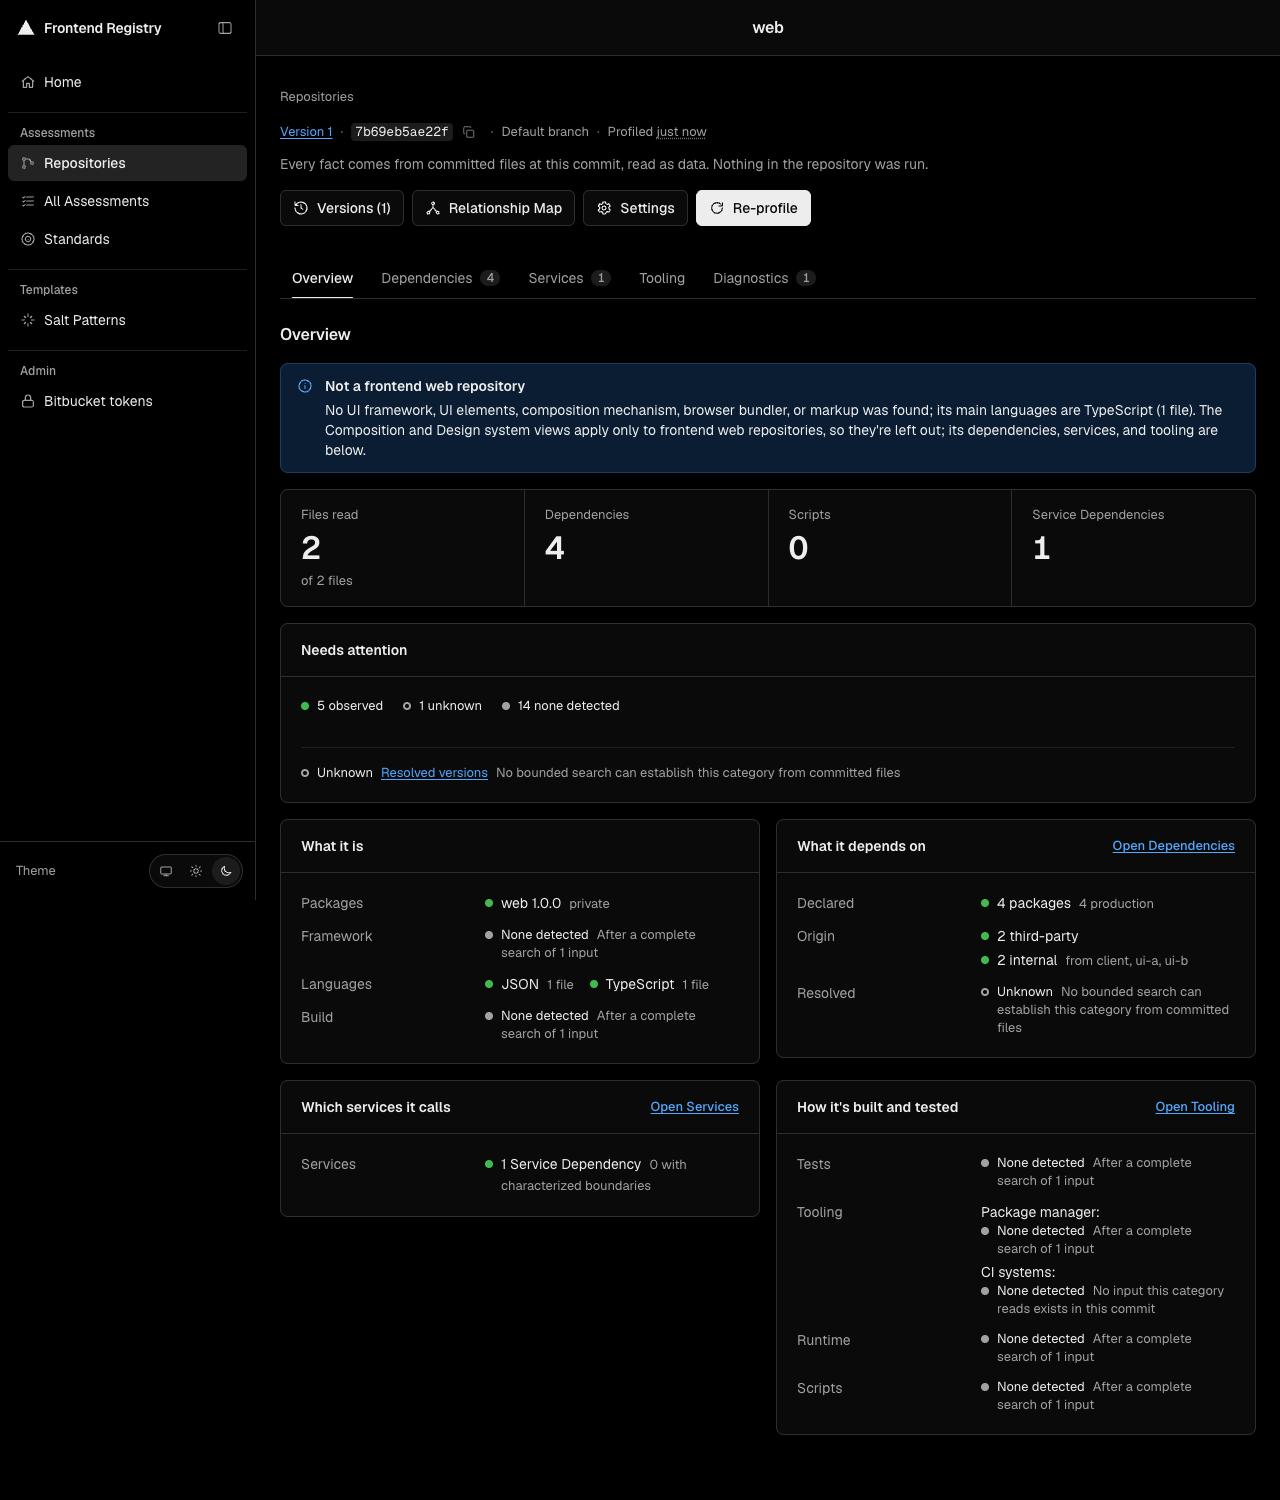 Frontend Registry
web
Home
Assessments
Repositories
All Assessments
Standards
Templates
Salt Patterns
Admin
Bitbucket tokens
Theme
Repositories
Version 1 · 7b69eb5ae22f · Default branch · Profiled just now
Every fact comes from committed files at this commit, read as data. Nothing in the repository was run.
Versions (1) Relationship Map Settings Re-profile
Overview Dependencies 4 Services 1 Tooling Diagnostics 1
Overview
Not a frontend web repository
No UI framework, UI elements, composition mechanism, browser bundler, or markup was found; its main languages are TypeScript (1 file). The
Composition and Design system views apply only to frontend web repositories, so they're left out; its dependencies, services, and tooling are
below.
Files read Dependencies Scripts Service Dependencies
2 4 0 1
of 2 files
Needs attention
5 observed 1 unknown 14 none detected
Unknown Resolved versions No bounded search can establish this category from committed files
What it is
Packages web 1.0.0 private
Framework None detected After a complete
search of 1 input
Languages JSON 1 file TypeScript 1 file
Build None detected After a complete
search of 1 input
What it depends on Open Dependencies
Declared 4 packages 4 production
Origin 2 third-party
2 internal from client, ui-a, ui-b
Resolved Unknown No bounded search can
establish this category from committed
files
Which services it calls Open Services
Services 1 Service Dependency 0 with
characterized boundaries
How it's built and tested Open Tooling
Tests None detected After a complete
search of 1 input
Tooling Package manager:
None detected After a complete
search of 1 input
CI systems:
None detected No input this category
reads exists in this commit
Runtime None detected After a complete
search of 1 input
Scripts None detected After a complete
search of 1 input